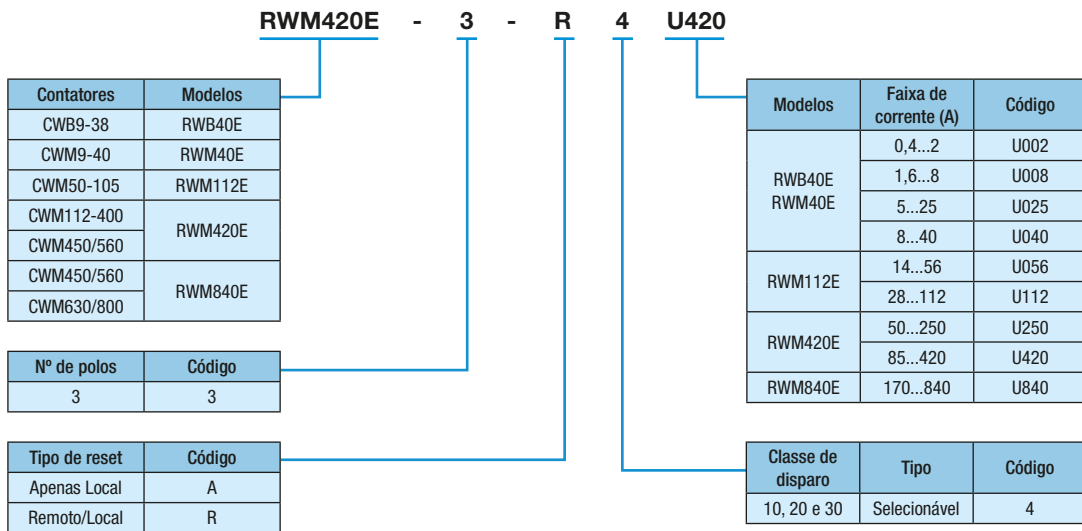 RWM420E - 3 - R 4 U420
Contatores Modelos
CWB9-38 RWB40E
CWM9-40 RWM40E
CWM50-105 RWM112E
CWM112-400 RWM420E
CWM450/560
CWM450/560 RWM840E
CWM630/800
Nº de polos Código
3 3
Tipo de reset Código
Apenas Local A
Remoto/Local R
Modelos Faixa de corrente (A) Código
RWB40E RWM40E 0,4...2 U002
1,6...8 U008
5...25 U025
8...40 U040
RWM112E 14...56 U056
28...112 U112
RWM420E 50...250 U250
85...420 U420
RWM840E 170...840 U840
Classe de disparo Tipo Código
10, 20 e 30 Selecionável 4